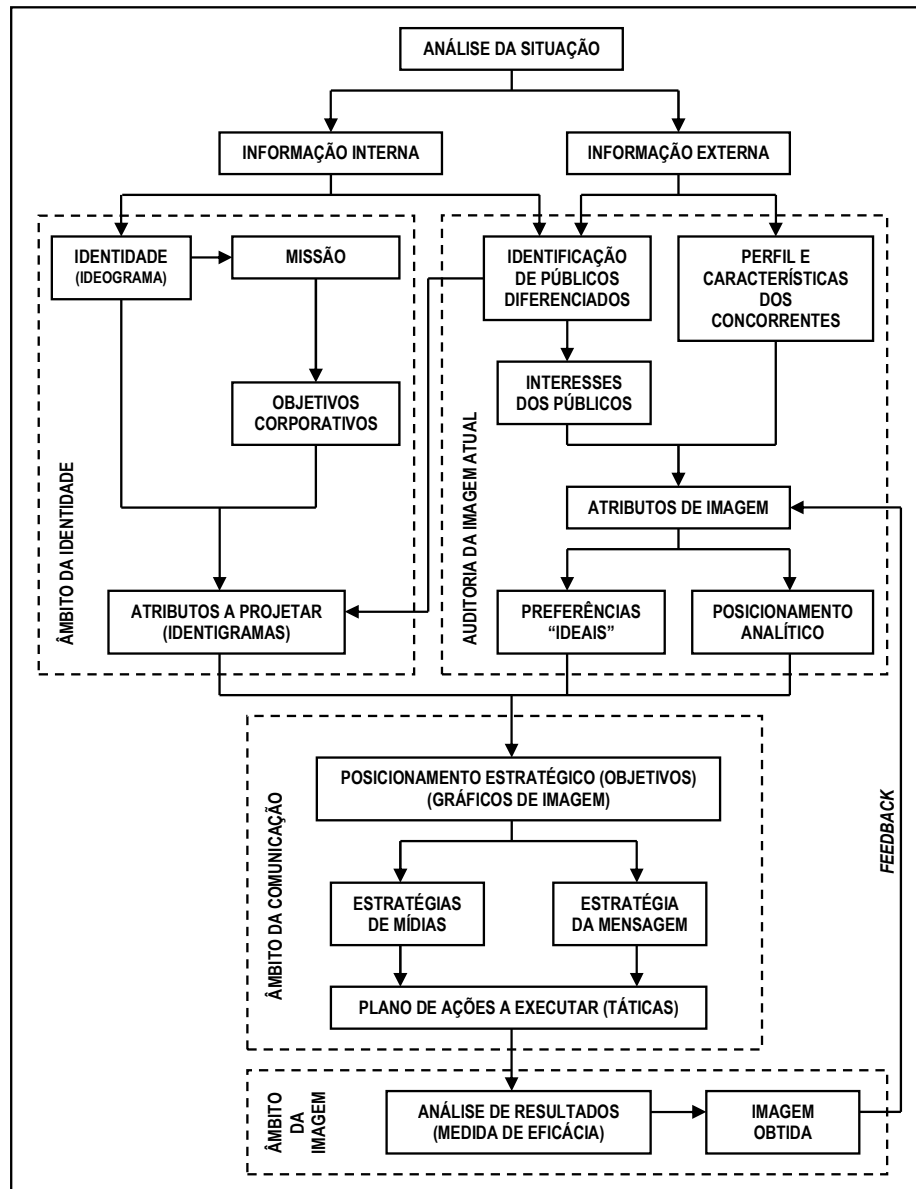 ANÁLISE DA SITUAÇÃO
INFORMAÇÃO INTERNA
INFORMAÇÃO EXTERNA
IDENTIDADE
(IDEOGRAMA)
MISSÃO
IDENTIFICAÇÃO
DE PÚBLICOS
DIFERENCIADOS
PERFIL E
CARACTERÍSTICAS
DOS
CONCORRENTES
OBJETIVOS
CORPORATIVOS
INTERESSES
DOS PÚBLICOS
ÂMBITO DA IDENTIDADE
AUDITORIA DA IMAGEM ATUAL
ATRIBUTOS DE IMAGEM
ATRIBUTOS A PROJETAR
(IDENTIGRAMAS)
PREFERÊNCIAS
“IDEAIS”
POSICIONAMENTO
ANALÍTICO
ÂMBITO DA COMUNICAÇÃO
POSICIONAMENTO ESTRATÉGICO (OBJETIVOS)
(GRÁFICOS DE IMAGEM)
FEEDBACK
ESTRATÉGIAS
DE MÍDIAS
ESTRATÉGIA
DA MENSAGEM
PLANO DE AÇÕES A EXECUTAR (TÁTICAS)
ÂMBITO
DA
IMAGEM
ANÁLISE DE RESULTADOS
(MEDIDA DE EFICÁCIA)
IMAGEM
OBTIDA